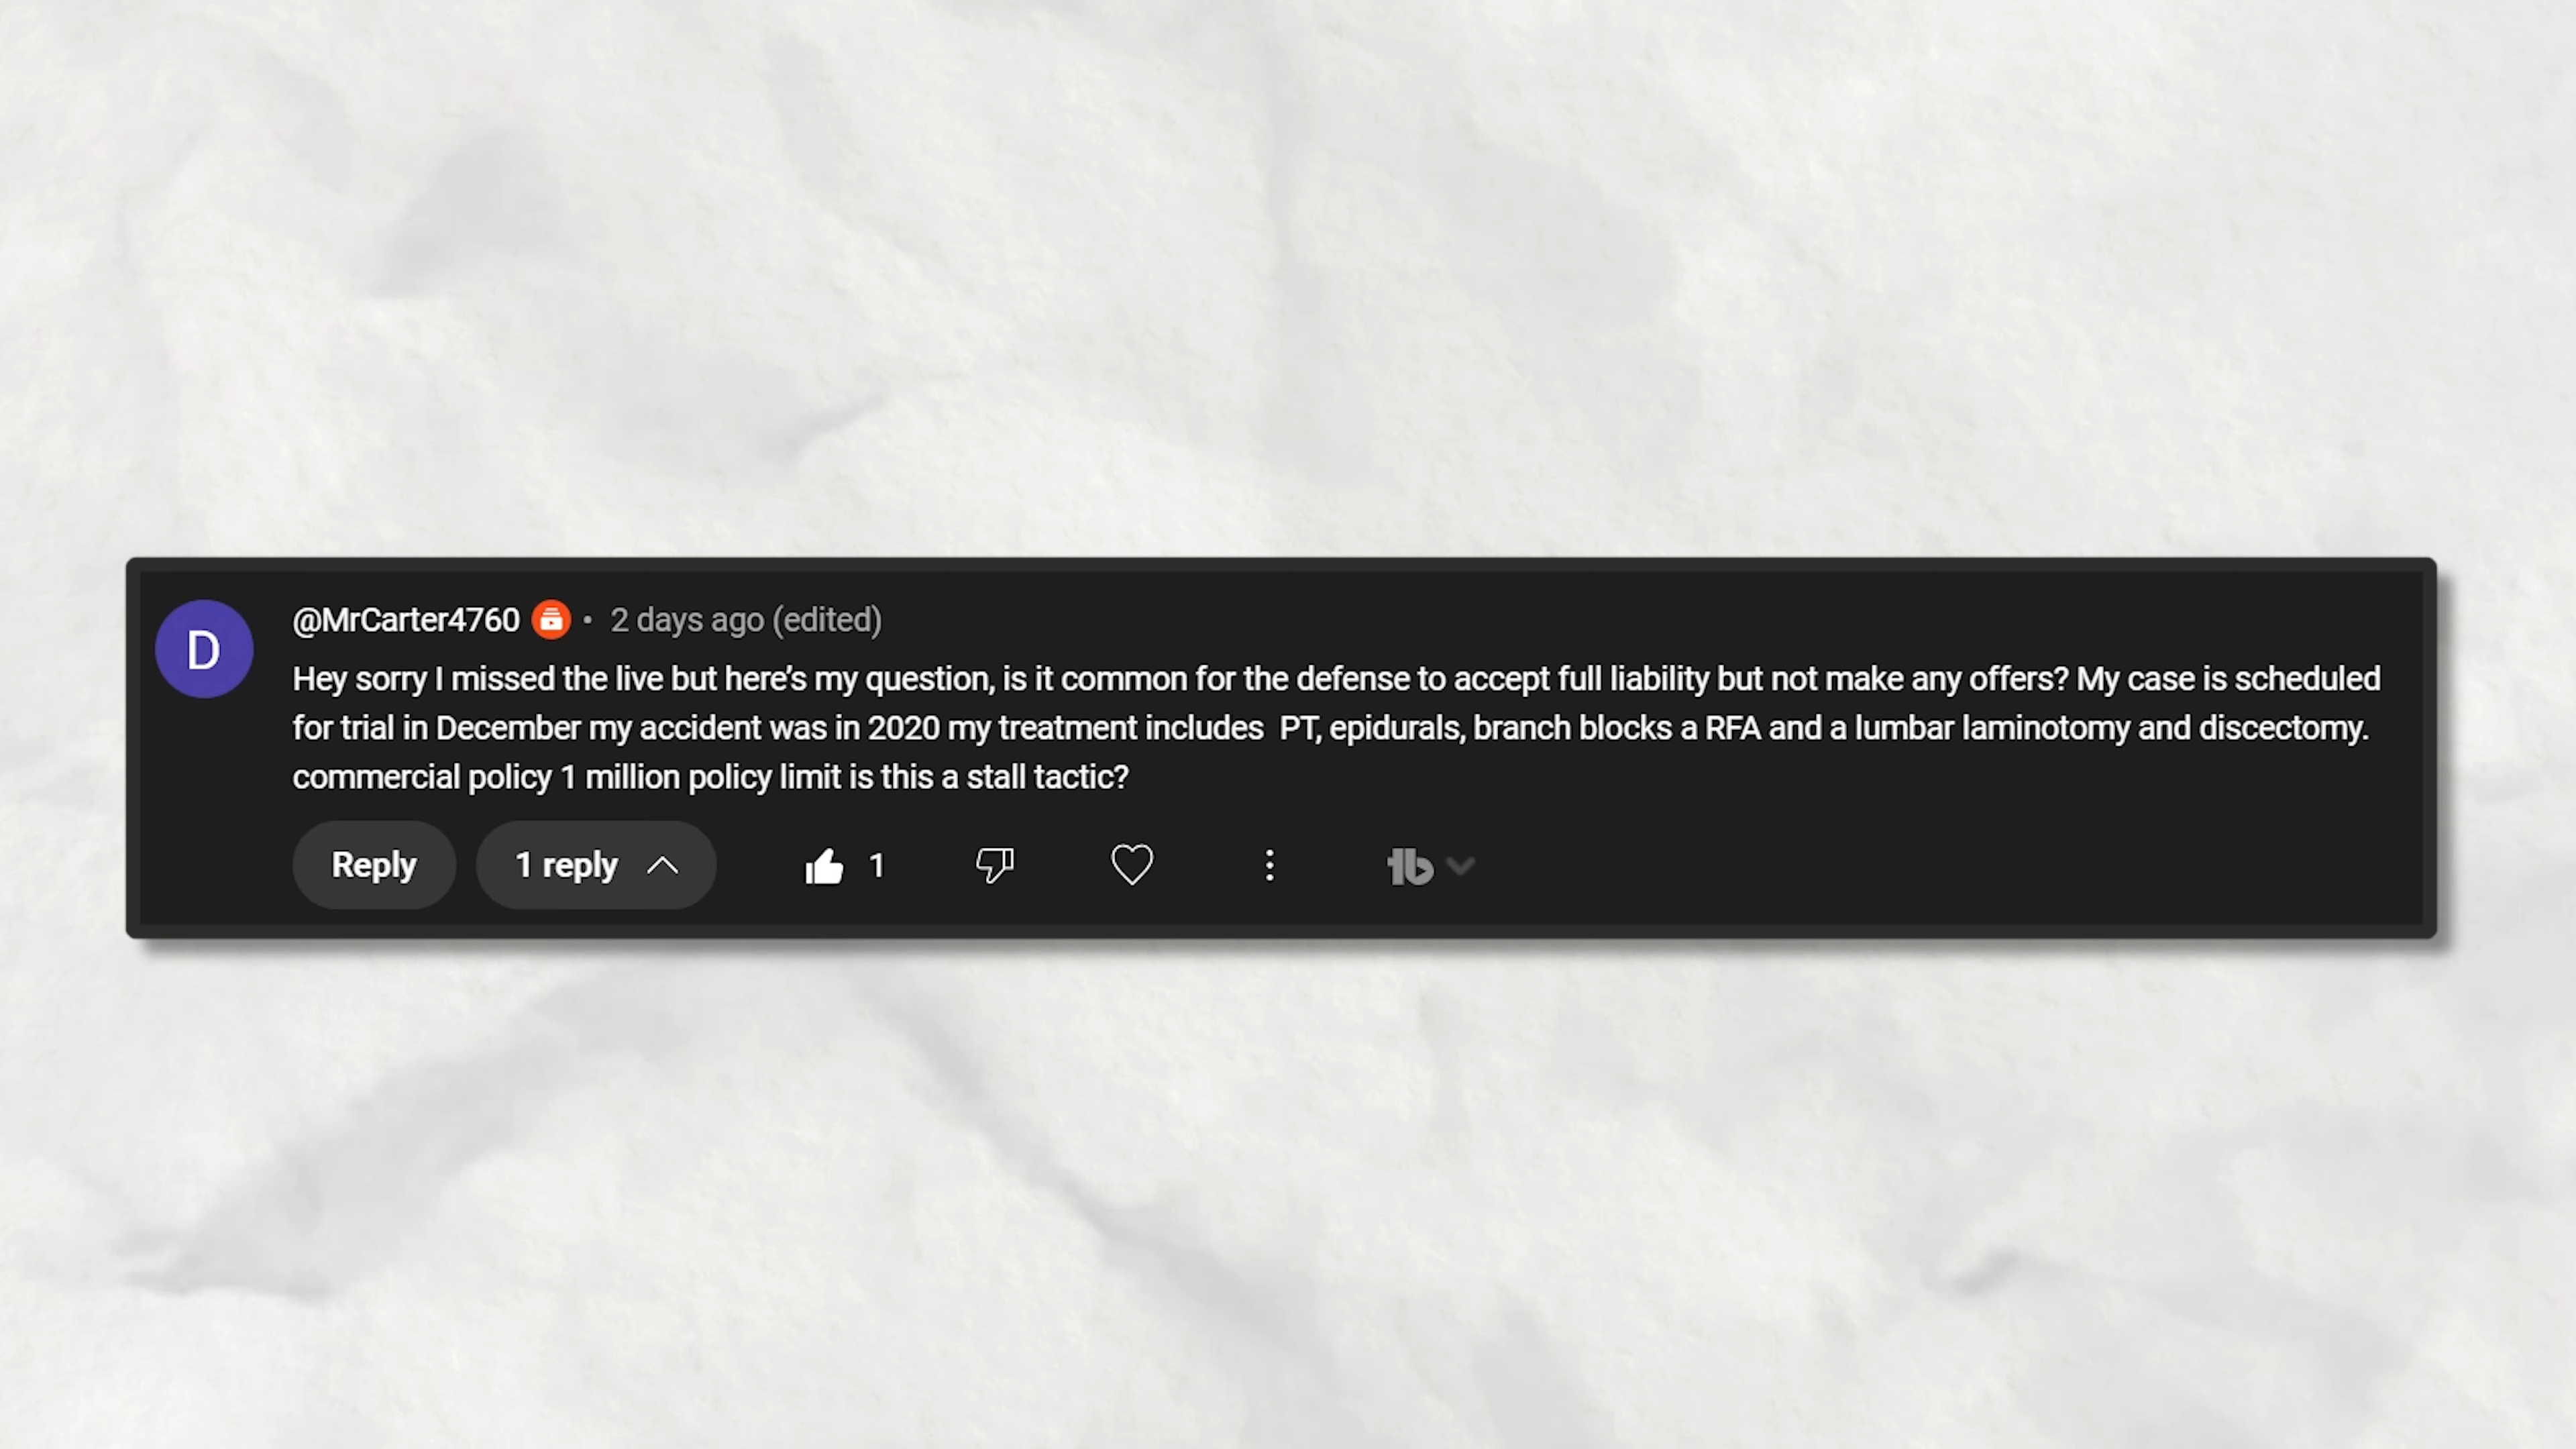 D
@MrCarter4760 • 2 days ago (edited)
Hey sorry I missed the live but here’s my question, is it common for the defense to accept full liability but not make any offers? My case is scheduled
for trial in December my accident was in 2020 my treatment includes  PT, epidurals, branch blocks a RFA and a lumbar laminotomy and discectomy.
commercial policy 1 million policy limit is this a stall tactic?
Reply 1 reply 1 tb